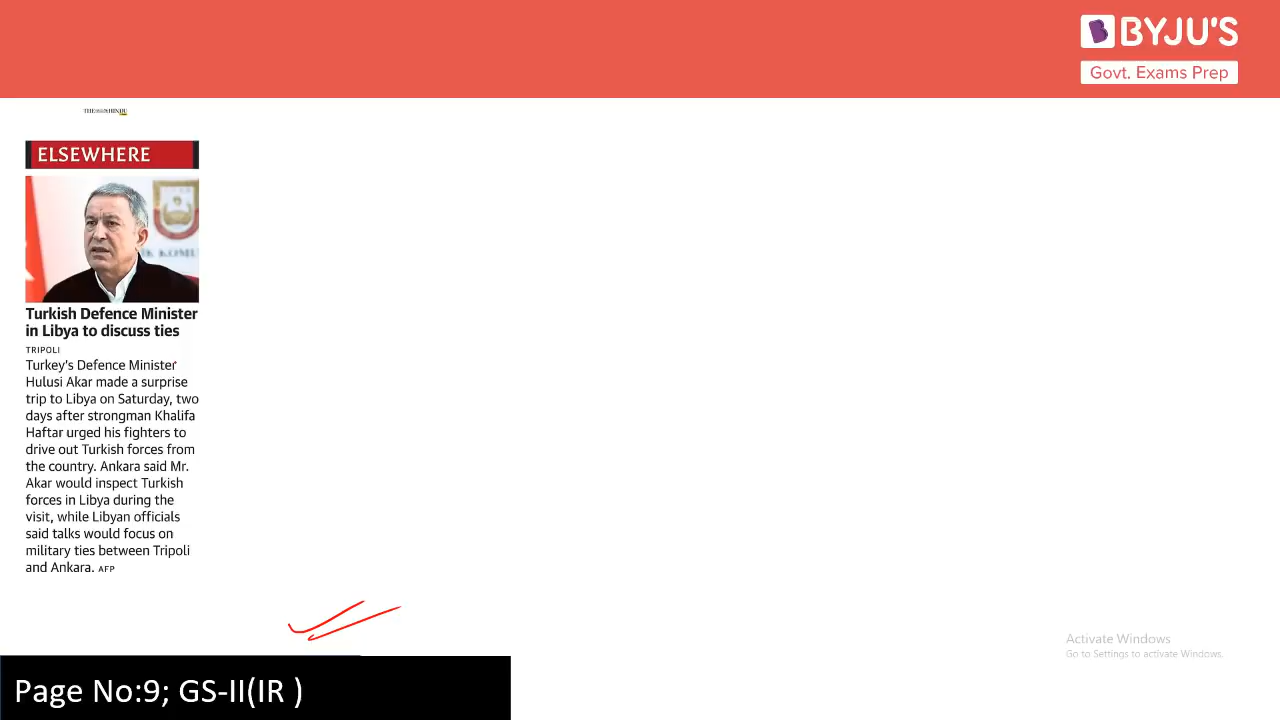 BYJU'S
Govt. Exams Prep
THE HINDU
ELSEWHERE
Turkish Defence Minister
in Libya to discuss ties
TRIPOLI
Turkey's Defence Minister
Hulusi Akar made a surprise
trip to Libya on Saturday, two
days after strongman Khalifa
Haftar urged his fighters to
drive out Turkish forces from
the country. Ankara said Mr.
Akar would inspect Turkish
forces in Libya during the
visit, while Libyan officials
said talks would focus on
military ties between Tripoli
and Ankara. AFP
Activate Windows
Go to Settings to activate Windows.
Page No:9; GS-II(IR )